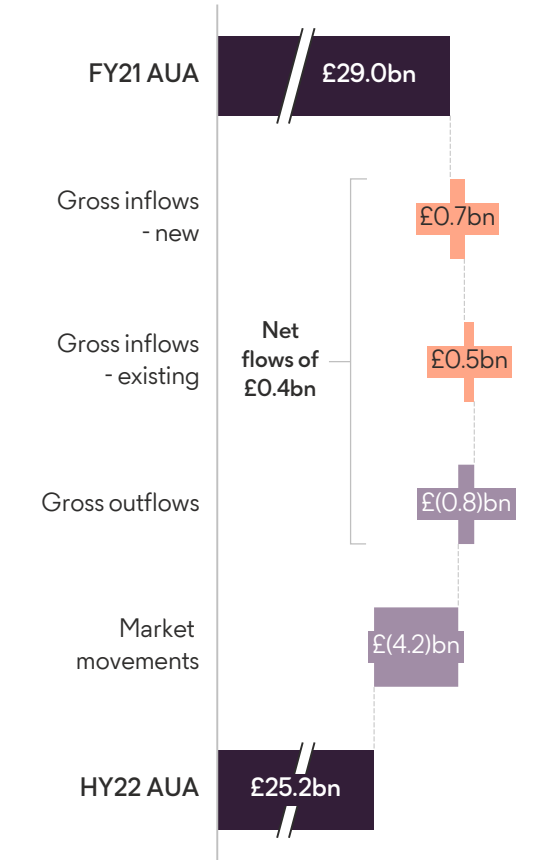 FY21 AUA
£29.0bn
Gross inflows
- new
£0.7bn
Gross inflows
- existing
£0.5bn
Net
flows of
£0.4bn
Gross outflows
£(0.8)bn
Market
movements
£(4.2)bn
HY22 AUA
£25.2bn